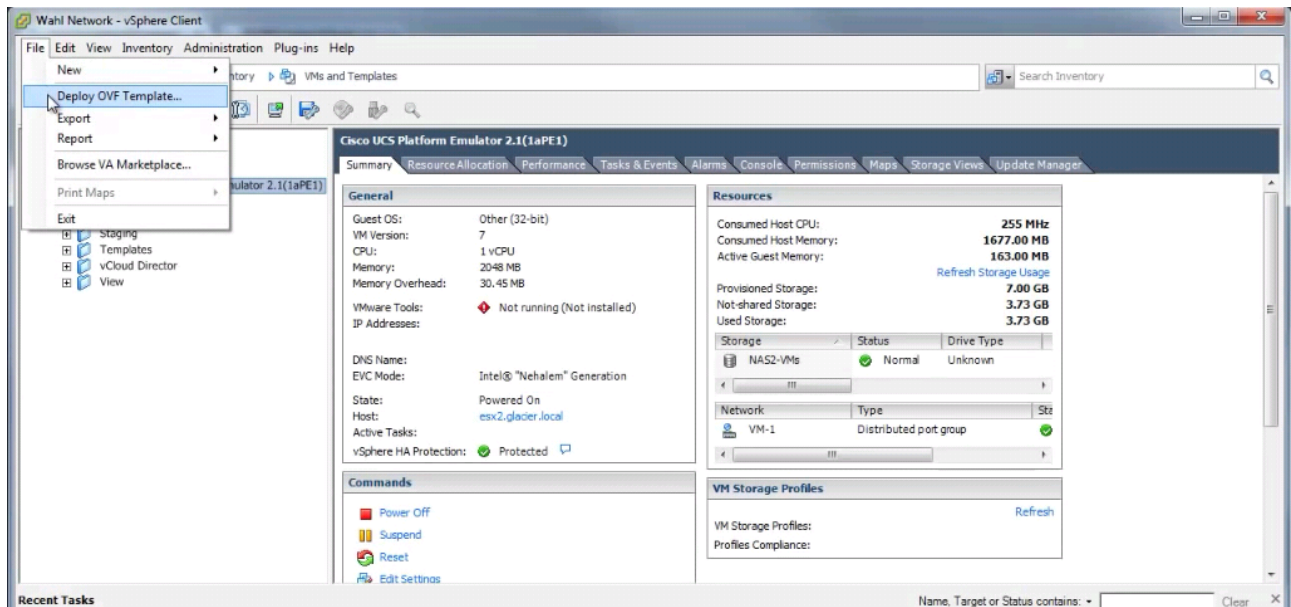 Wahl Network - vSphere Client
File Edit View Inventory Administration Plug-ins Help
VMs and Templates
Search Inventory
New
Deploy OVF Template...
Export
Report
Browse VA Marketplace...
Print Maps
Exit
2.1(1aPE1)
Staging
Templates
vCloud Director
View
Cisco UCS Platform Emulator 2.1(1aPE1)
Summary Resource Allocation Performance Tasks & Events Alarms Console Permissions Maps Storage Views Update Manager
General
Guest OS: Other (32-bit)
VM Version: 7
CPU: 1 vCPU
Memory: 2048 MB
Memory Overhead: 30.45 MB
VMware Tools: Not running (Not installed)
IP Addresses:
DNS Name:
EVC Mode: Intel® "Nehalem" Generation
State: Powered On
Host: esx2.glacier.local
Active Tasks:
vSphere HA Protection: Protected
Commands
Power Off
Suspend
Reset
Edit Settings
Resources
Consumed Host CPU: 255 MHz
Consumed Host Memory: 1677.00 MB
Active Guest Memory: 163.00 MB
Refresh Storage Usage
Provisioned Storage: 7.00 GB
Not-shared Storage: 3.73 GB
Used Storage: 3.73 GB
Storage Status Drive Type
NAS2-VMs Normal Unknown
Network Type Sta
VM-1 Distributed port group
VM Storage Profiles
Refresh
VM Storage Profiles:
Profiles Compliance:
Recent Tasks
Name, Target or Status contains: Clear